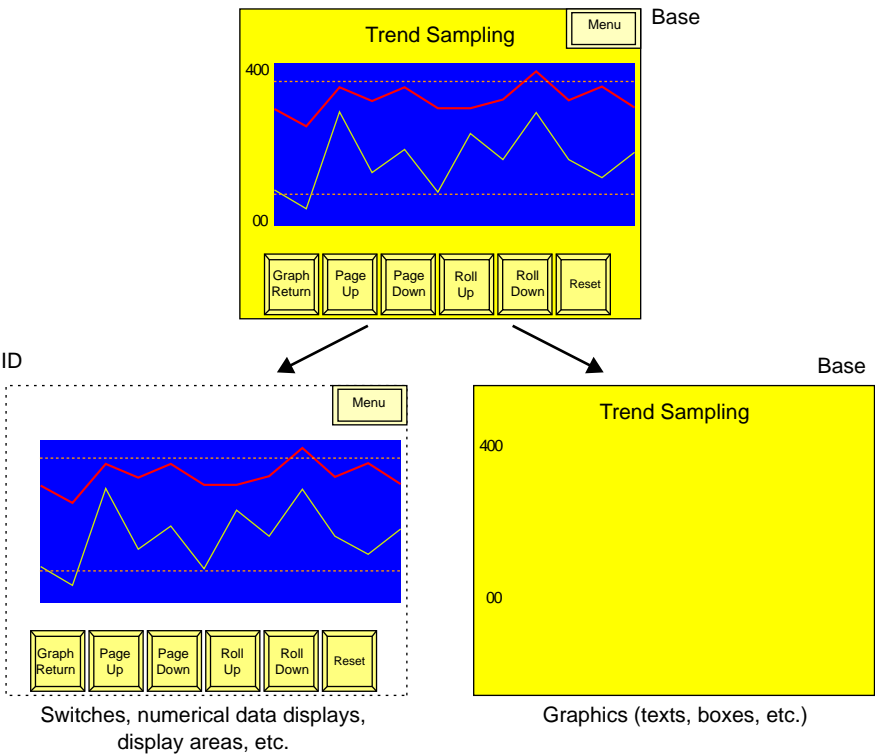 Base
Trend Sampling
Menu
400
00
Graph Return
Page Up
Page Down
Roll Up
Roll Down
Reset
ID
Base
Menu
Trend Sampling
400
00
Graph Return
Page Up
Page Down
Roll Up
Roll Down
Reset
Switches, numerical data displays,
display areas, etc.
Graphics (texts, boxes, etc.)